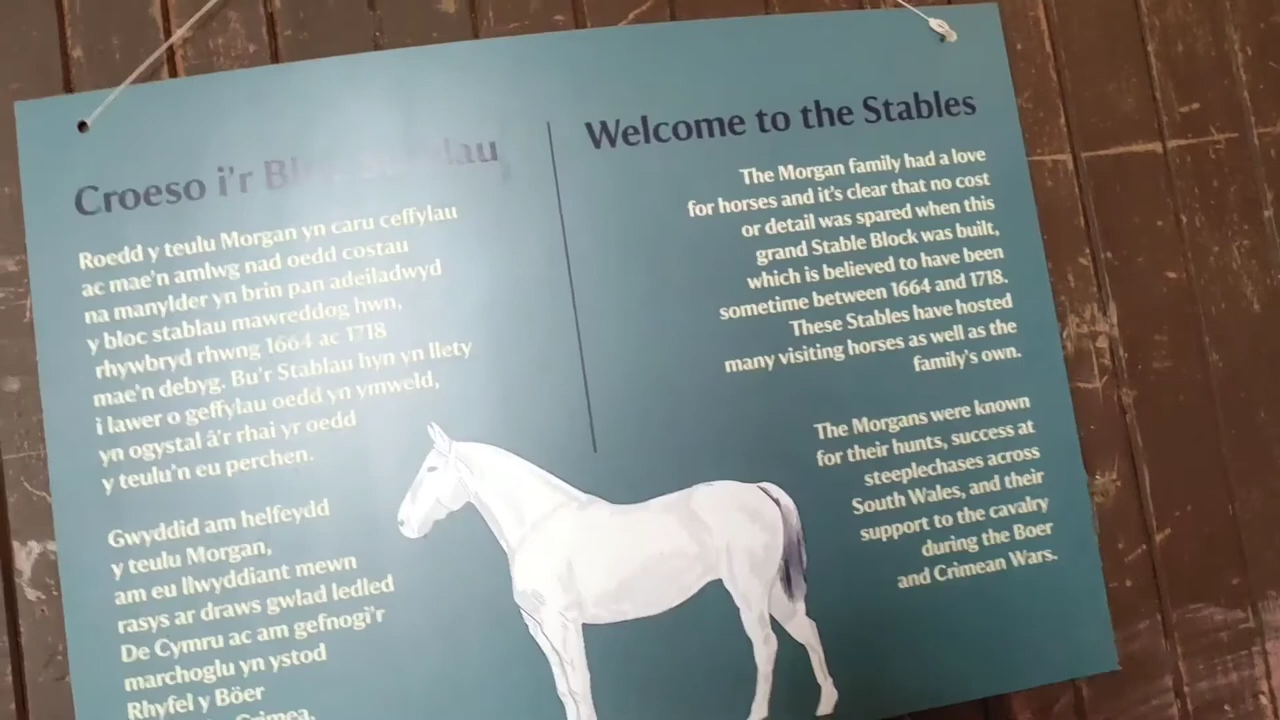 Croeso i'r
Roedd y teulu Morgan yn caru ceffylau
ac mae'n amlwg nad oedd costau
na manylder yn brin pan adeiladwyd
y bloc stablau mawreddog hwn,
rhywbryd rhwng 1664 ac 1718
mae'n debyg. Bu'r Stablau hyn yn llety
i lawer o geffylau oedd yn ymweld,
yn ogystal â'r rhai yr oedd
y teulu'n eu perchen.
Gwyddid am helfeydd
y teulu Morgan,
am eu llwyddiant mewn
rasys ar draws gwlad ledled
De Cymru ac am gefnogi'r
marchoglu yn ystod
Rhyfel y Böer
Crimea.
Welcome to the Stables
The Morgan family had a love
for horses and it's clear that no cost
or detail was spared when this
grand Stable Block was built,
which is believed to have been
sometime between 1664 and 1718.
These Stables have hosted
many visiting horses as well as the
family's own.
The Morgans were known
for their hunts, success at
steeplechases across
South Wales, and their
support to the cavalry
during the Boer
and Crimean Wars.